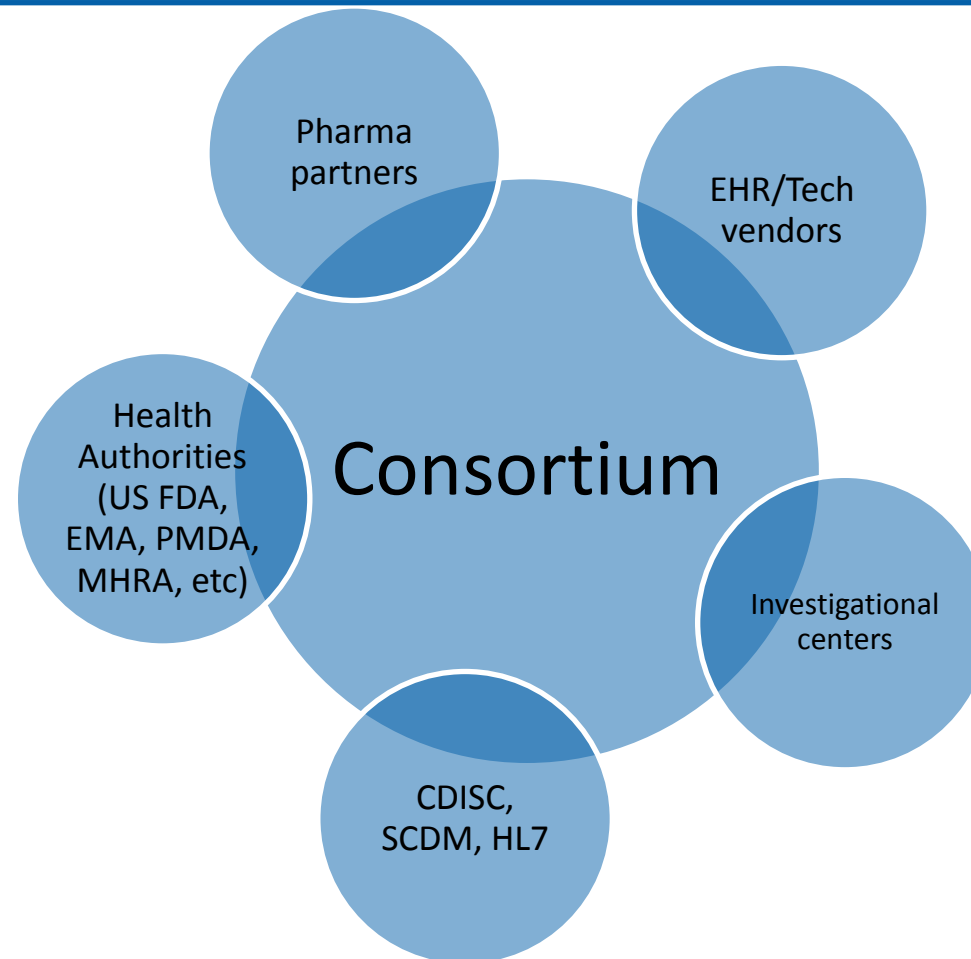 Pharma
partners
EHR/Tech
vendors
Health
Authorities
(US FDA,
EMA, PMDA,
MHRA, etc)
Consortium
Investigational
centers
CDISC,
SCDM, HL7